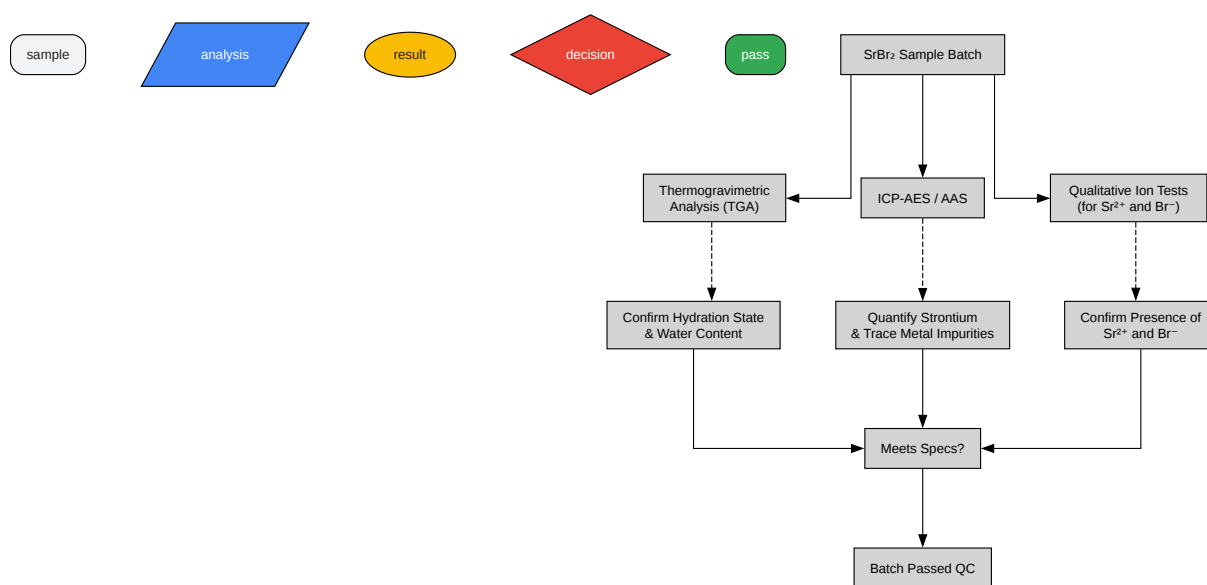 sample
analysis
result
decision
pass
SrBr₂ Sample Batch
Thermogravimetric
Analysis (TGA)
ICP-AES / AAS
Qualitative Ion Tests
(for Sr²⁺ and Br⁻)
Confirm Hydration State
& Water Content
Quantify Strontium
& Trace Metal Impurities
Confirm Presence of
Sr²⁺ and Br⁻
Meets Specs?
Batch Passed QC